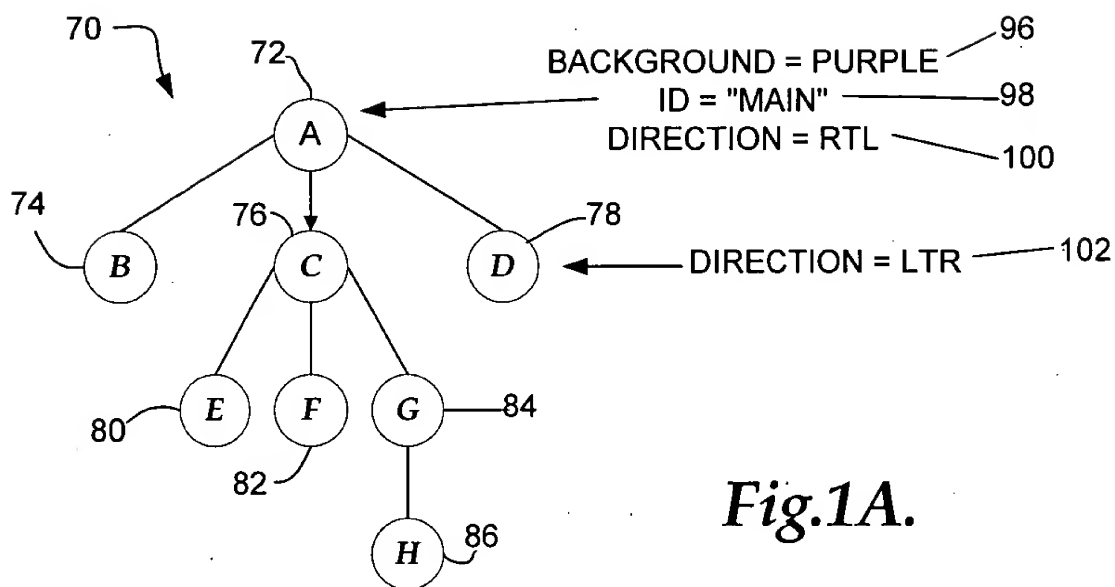 70
72
BACKGROUND = PURPLE
96
ID = "MAIN"
98
A
DIRECTION = RTL
100
74
76
78
B
C
D
DIRECTION = LTR
102
E
F
G
84
80
82
H
86
Fig.1A.